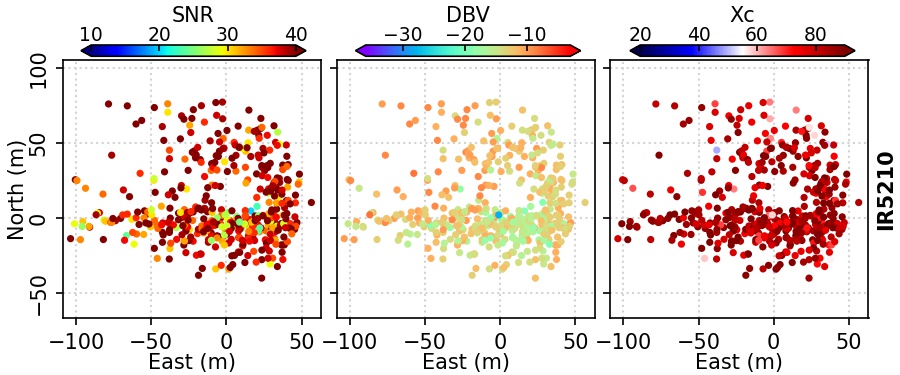 SNR DBV Xc
10 20 30 40 −30 −20 −10 20 40 60 80
100
50
0
−50
North (m)
IR5210
−100 −50 0 50 −100 −50 0 50 −100 −50 0 50
East (m) East (m) East (m)